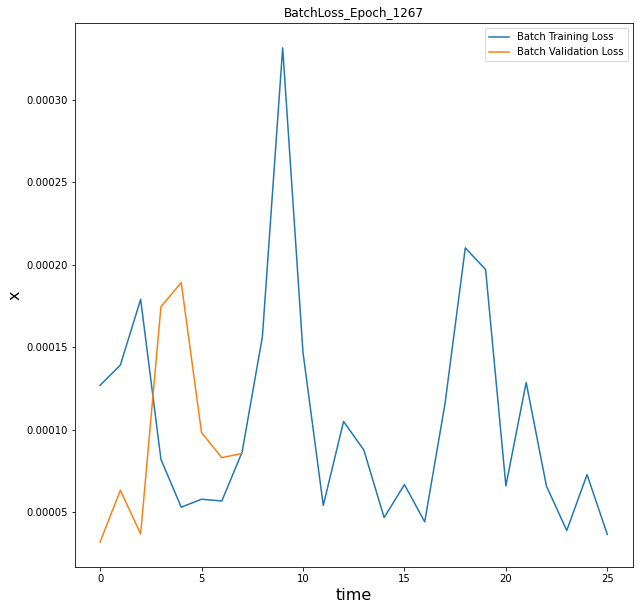 BatchLoss_Epoch_1267
Batch Training Loss
Batch Validation Loss
0.00030
0.00025
0.00020
0.00015
0.00010
0.00005
x
0 5 10 15 20 25
time